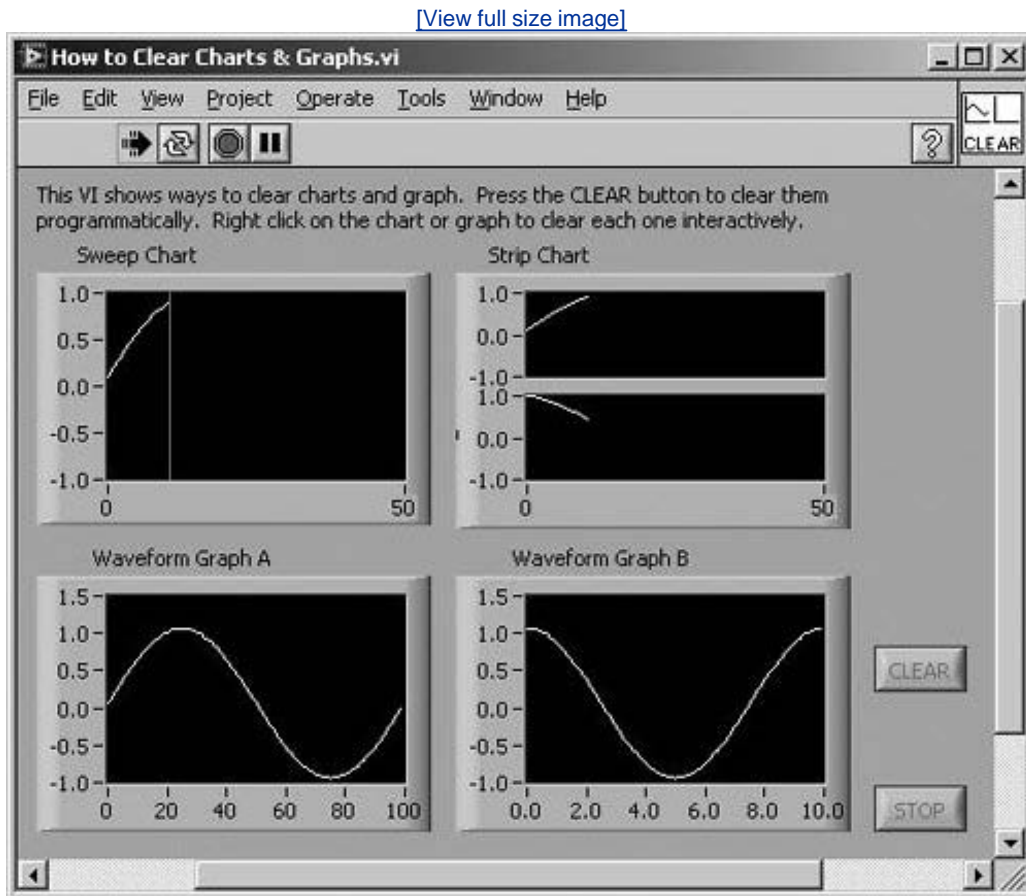 [View full size image]
How to Clear Charts & Graphs.vi
File Edit View Project Operate Tools Window Help
CLEAR
This VI shows ways to clear charts and graph. Press the CLEAR button to clear them
programmatically. Right click on the chart or graph to clear each one interactively.
Sweep Chart
1.0
0.5
0.0
-0.5
-1.0
0 50
Strip Chart
1.0
0.0
-1.0
1.0
0.0
-1.0
0 50
Waveform Graph A
1.5
1.0
0.5
0.0
-0.5
-1.0
0 20 40 60 80 100
Waveform Graph B
1.5
1.0
0.5
0.0
-0.5
-1.0
0.0 2.0 4.0 6.0 8.0 10.0
CLEAR
STOP